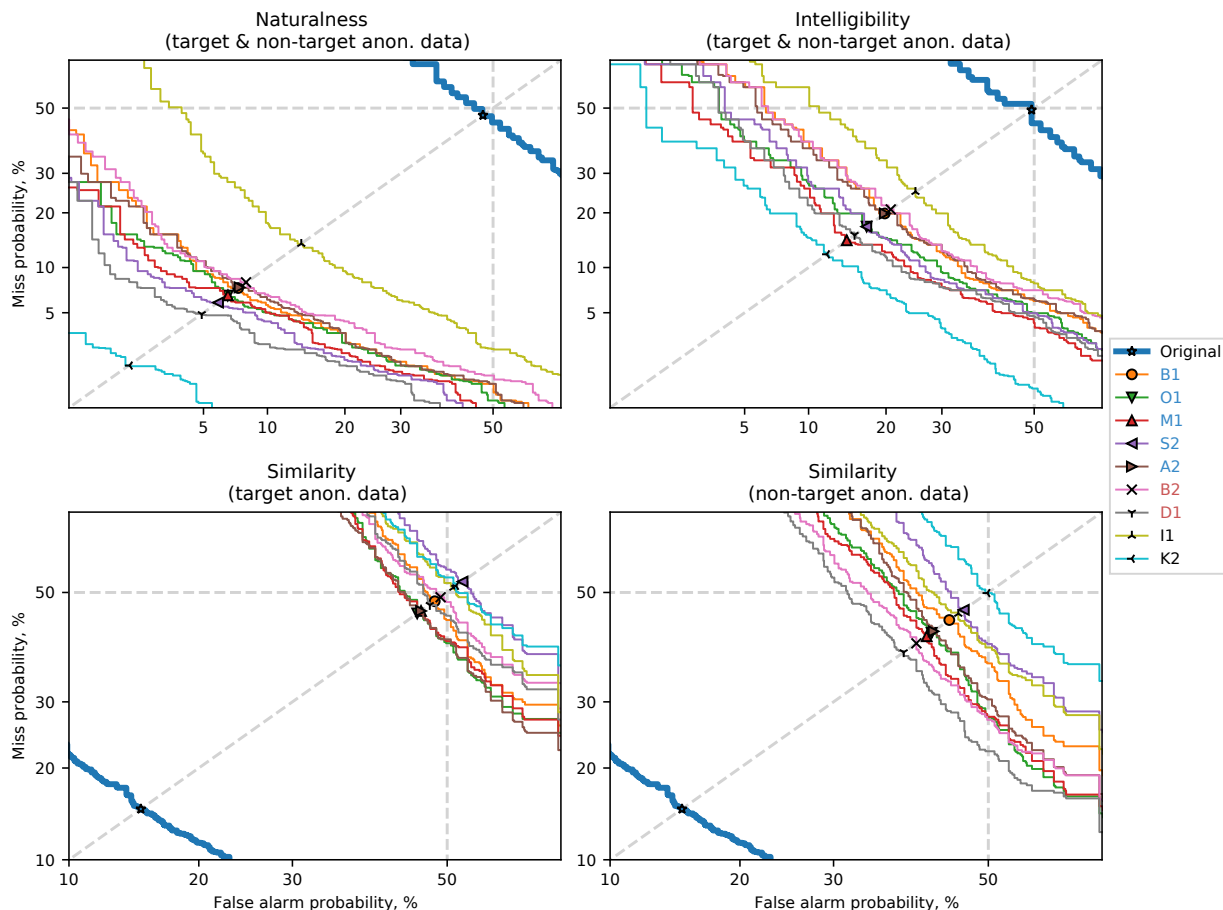 Naturalness
(target & non-target anon. data)
Intelligibility
(target & non-target anon. data)
Miss probability, %
50
30
20
10
5
5
10
20
30
50
50
30
20
10
5
5
10
20
30
50
Original
B1
O1
M1
S2
A2
B2
D1
I1
K2
Similarity
(target anon. data)
Similarity
(non-target anon. data)
Miss probability, %
50
30
20
10
10
20
30
50
False alarm probability, %
50
30
20
10
10
20
30
50
False alarm probability, %